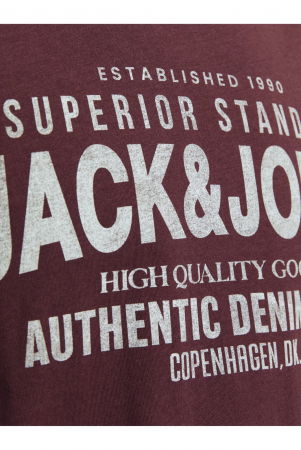 ESTABLISHED 1990
SUPERIOR STAND
JACK&JO
HIGH QUALITY GOO
AUTHENTIC DENIM
COPENHAGEN, DK.